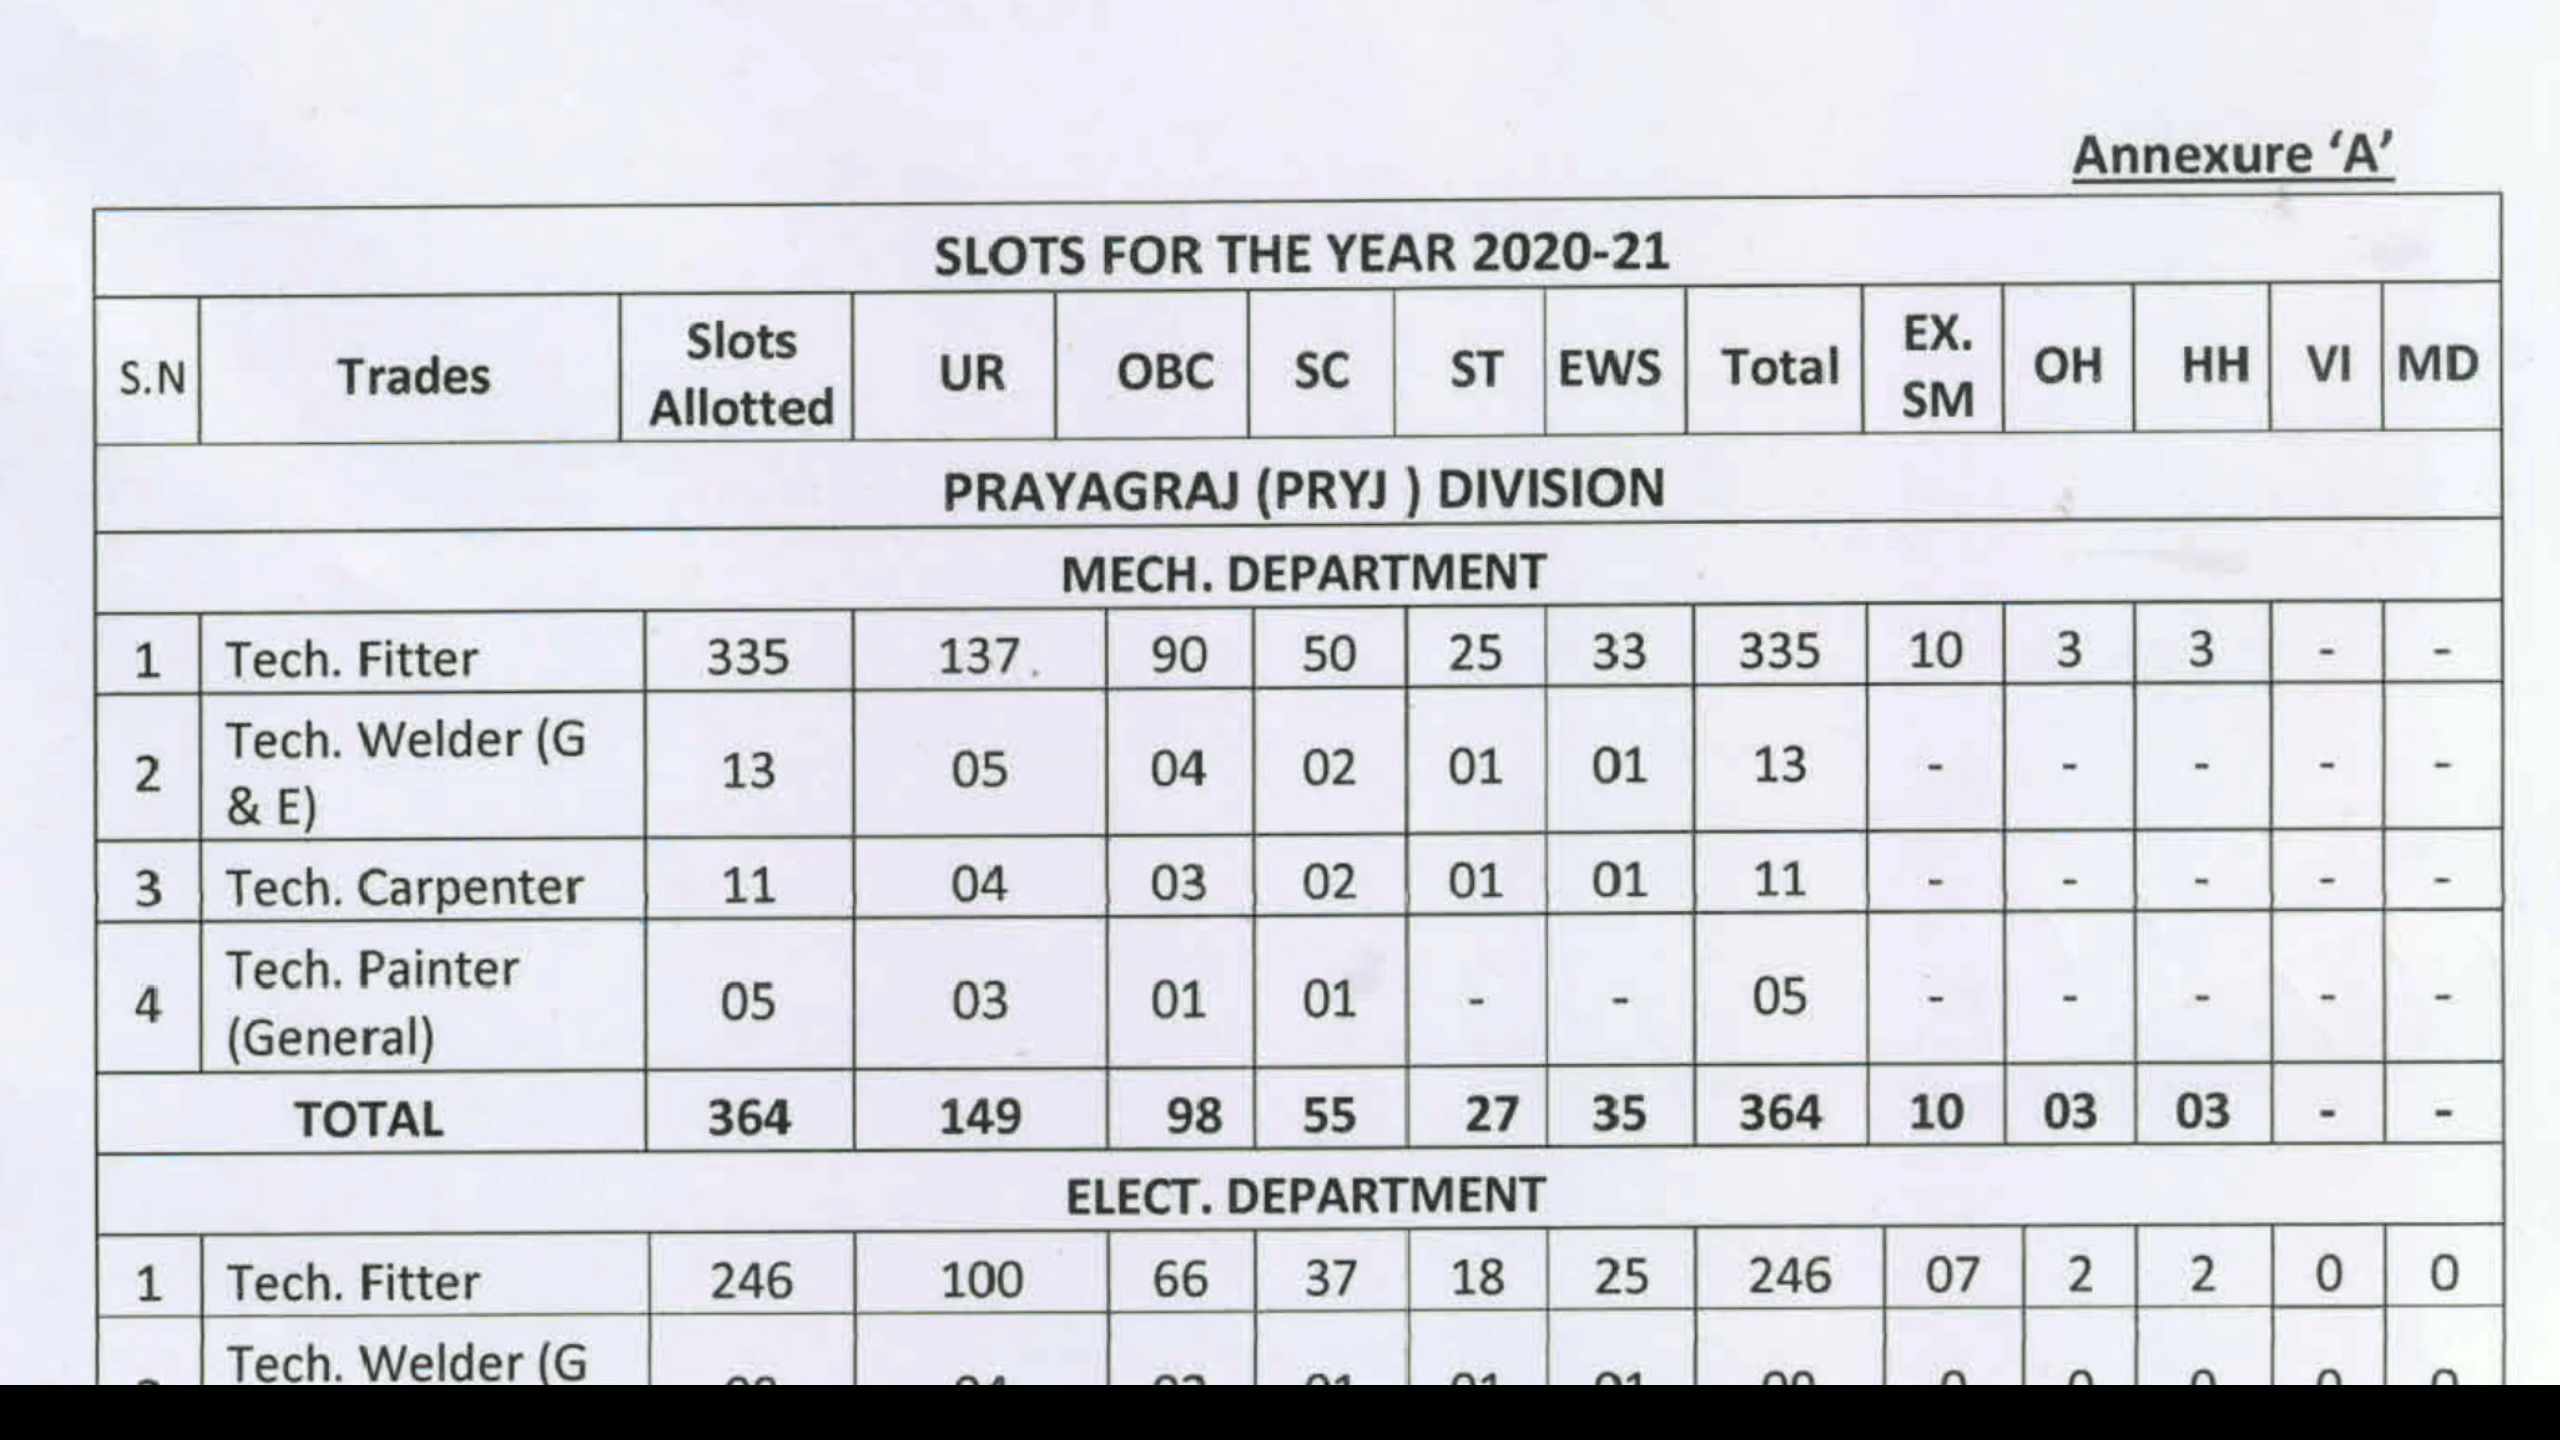 Annexure ‘A’
SLOTS FOR THE YEAR 2020-21
S.N Trades Slots Allotted UR OBC SC ST EWS Total EX. SM OH HH VI MD
PRAYAGRAJ (PRYJ ) DIVISION
MECH. DEPARTMENT
1 Tech. Fitter 335 137 90 50 25 33 335 10 3 3 - -
2 Tech. Welder (G & E) 13 05 04 02 01 01 13 - - - - -
3 Tech. Carpenter 11 04 03 02 01 01 11 - - - - -
4 Tech. Painter (General) 05 03 01 01 - - 05 - - - - -
TOTAL 364 149 98 55 27 35 364 10 03 03 - -
ELECT. DEPARTMENT
1 Tech. Fitter 246 100 66 37 18 25 246 07 2 2 0 0
Tech. Welder (G